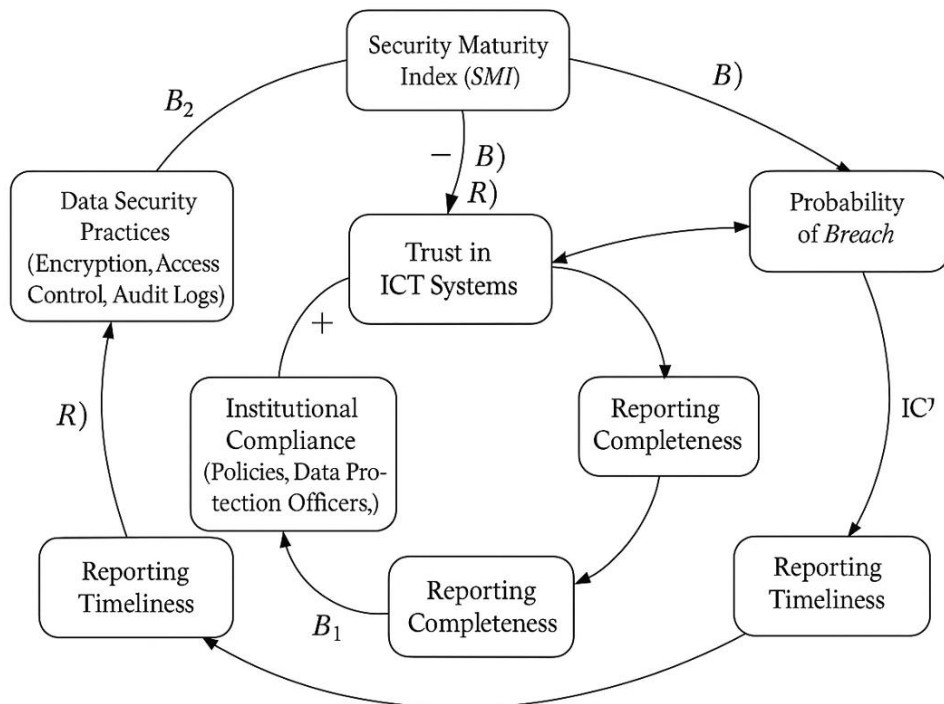 Security Maturity
Index (SMI)
B₂
B)
− B)
R)
Data Security
Practices
(Encryption, Access
Control, Audit Logs)
Trust in
ICT Systems
Probability
of Breach
+
R)
Institutional
Compliance
(Policies, Data Pro-
tection Officers,)
Reporting
Completeness
IC
Reporting
Timeliness
B₁
Reporting
Completeness
Reporting
Timeliness